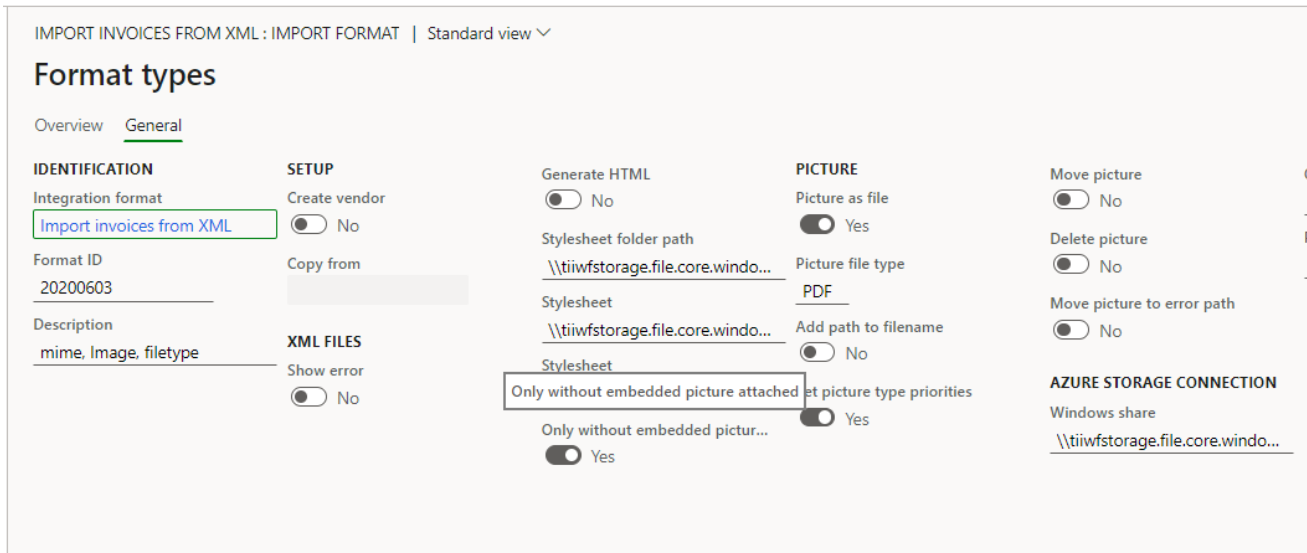 IMPORT INVOICES FROM XML : IMPORT FORMAT | Standard view
Format types
Overview General
IDENTIFICATION
Integration format
Import invoices from XML
Format ID
20200603
Description
mime, Image, filetype
SETUP
Create vendor
No
Copy from
XML FILES
Show error
No
Generate HTML
No
Stylesheet folder path
\\tiiwfstorage.file.core.windo...
Stylesheet
\\tiiwfstorage.file.core.windo...
Stylesheet
Only without embedded picture attached
Only without embedded pictur...
Yes
PICTURE
Picture as file
Yes
Picture file type
PDF
Add path to filename
No
et picture type priorities
Yes
Move picture
No
Delete picture
No
Move picture to error path
No
AZURE STORAGE CONNECTION
Windows share
\\tiiwfstorage.file.core.windo...